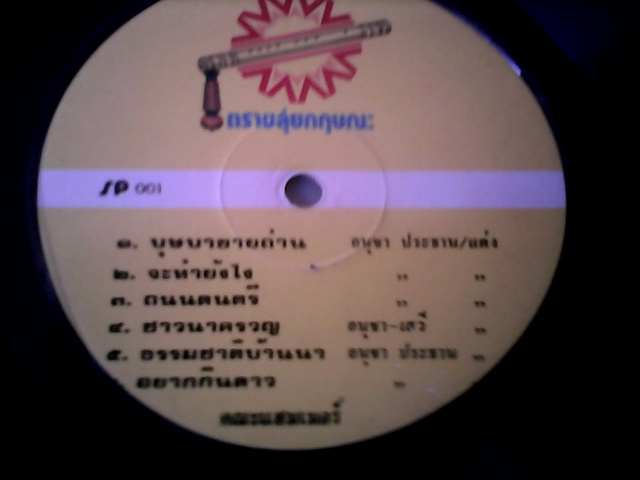 ตราขลุ่ยกฤษณะ
SP 001
๑. บุษบาขายถ่าน อนุชา ประธาน/แต่ง
๒. จะทำยังไง ,, ,,
๓. ถนนดนตรี ,, ,,
๔. ชาวนาครวญ อนุชา-เสวี ,,
๕. ธรรมชาติบ้านนา อนุชา ประธาน ,,
อยากกินดาว ,, ,,